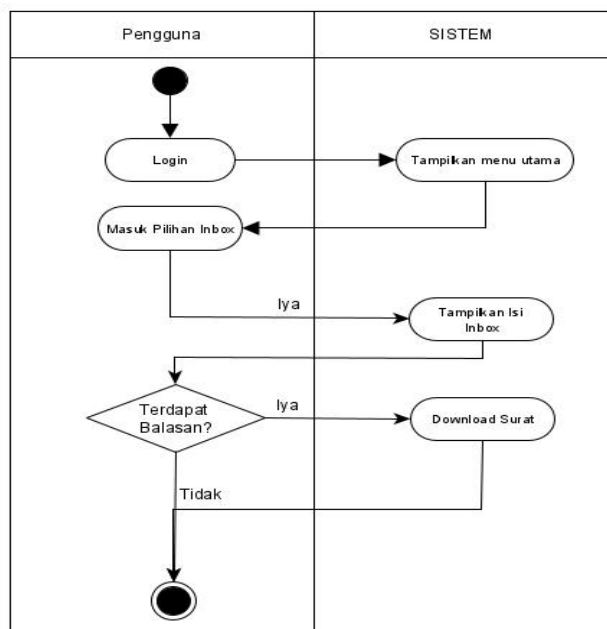 Pengguna
SISTEM
Login
Tampilkan menu utama
Masuk Pilihan Inbox
Iya
Tampilkan Isi
Inbox
Terdapat
Balasan?
Iya
Download Surat
Tidak